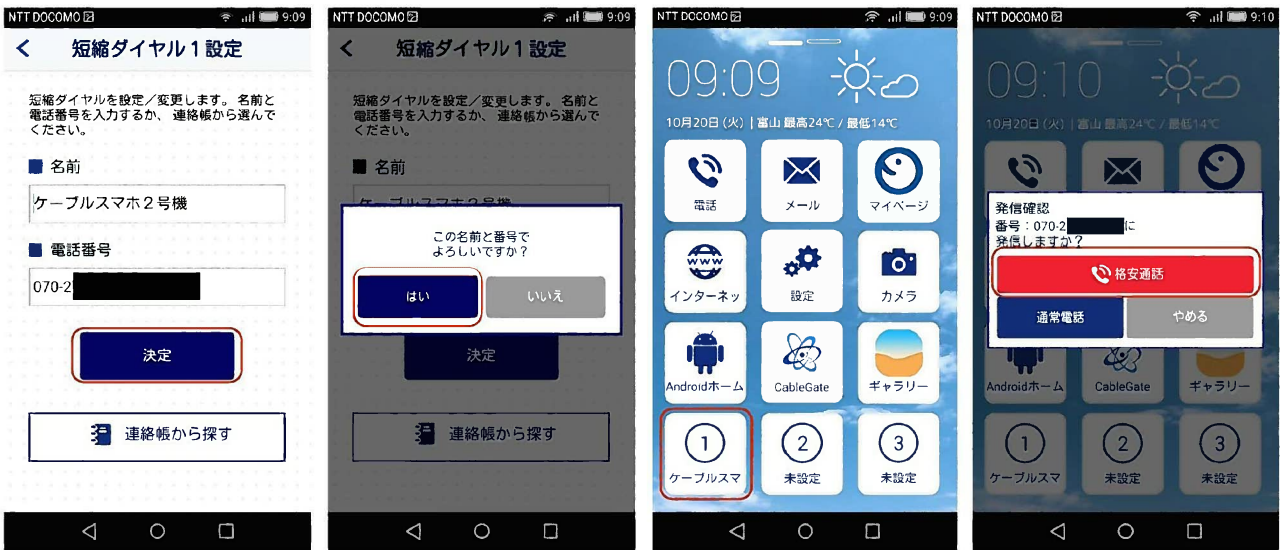 NTT DOCOMO 9:09
短縮ダイヤル1設定
短縮ダイヤルを設定／変更します。名前と
電話番号を入力するか、連絡帳から選んで
ください。
名前
ケーブルスマホ2号機
電話番号
070-2
決定
連絡帳から探す
NTT DOCOMO 9:09
短縮ダイヤル1設定
短縮ダイヤルを設定／変更します。名前と
電話番号を入力するか、連絡帳から選んで
ください。
名前
ケーブルスマホ2号機
この名前と番号で
よろしいですか？
はい
いいえ
決定
連絡帳から探す
NTT DOCOMO 9:09
09:09
10月20日(火) | 富山 最高24℃ / 最低14℃
電話
メール
マイページ
www
インターネッ
設定
カメラ
Androidホーム
CableGate
ギャラリー
1
2
3
ケーブルスマ
未設定
未設定
NTT DOCOMO 9:10
09:10
10月20日(火) | 富山 最高24℃ / 最低14℃
発信確認
番号：070-2 に
発信しますか？
格安通話
通常電話
やめる
Androidホーム
CableGate
ギャラリー
1
2
3
ケーブルスマ
未設定
未設定